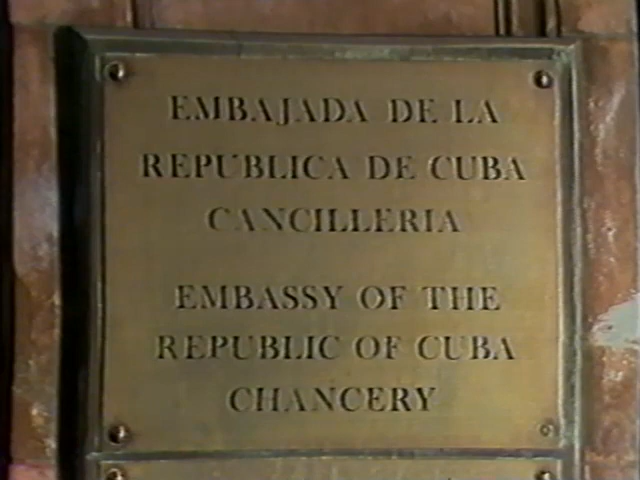 EMBAJADA DE LA
REPUBLICA DE CUBA
CANCILLERIA
EMBASSY OF THE
REPUBLIC OF CUBA
CHANCERY